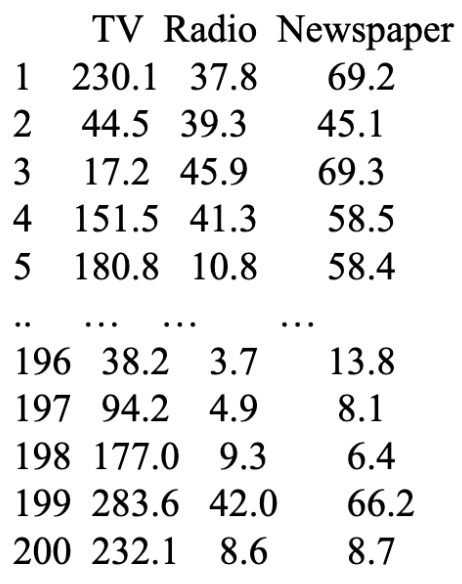 TV Radio Newspaper
1 230.1 37.8 69.2
2 44.5 39.3 45.1
3 17.2 45.9 69.3
4 151.5 41.3 58.5
5 180.8 10.8 58.4
.. … … …
196 38.2 3.7 13.8
197 94.2 4.9 8.1
198 177.0 9.3 6.4
199 283.6 42.0 66.2
200 232.1 8.6 8.7